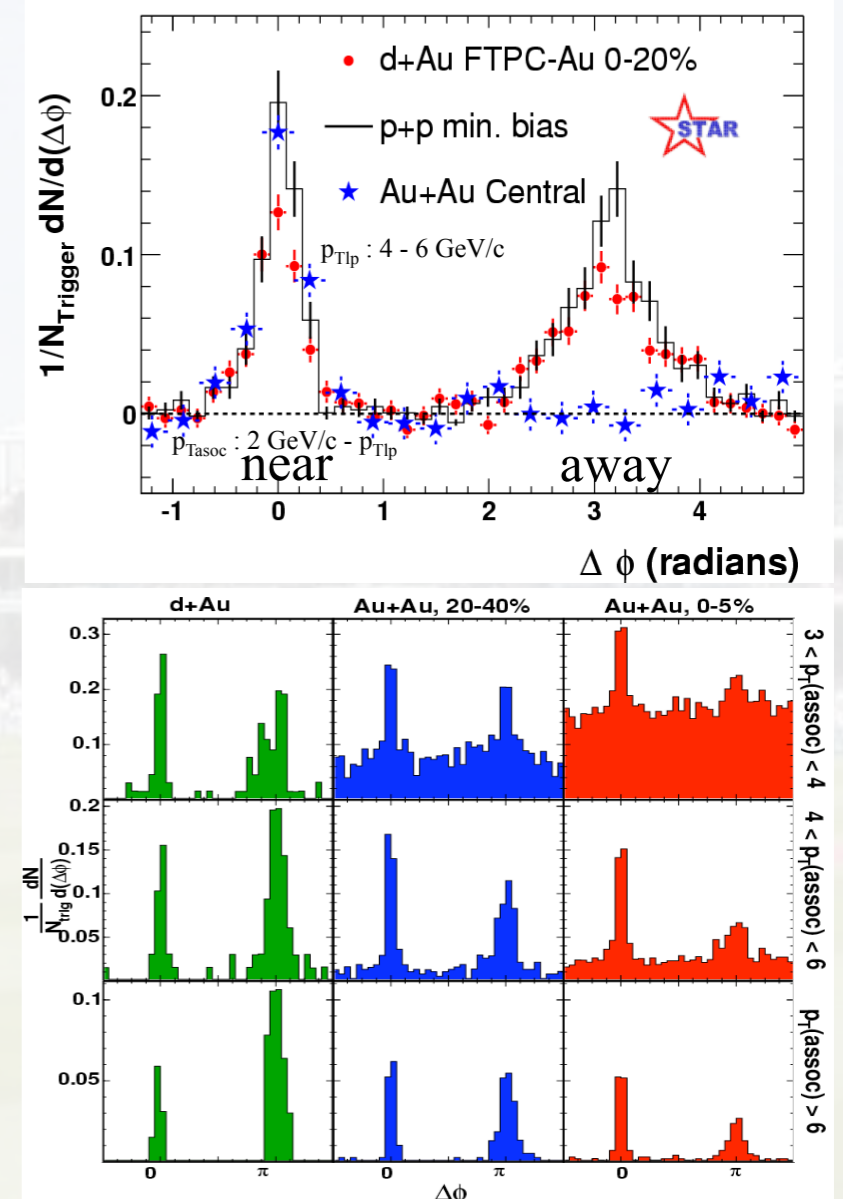 d+Au FTPC-Au 0-20%
p+p min. bias
Au+Au Central
STAR
p_Tlp : 4 - 6 GeV/c
1/N_Trigger dN/d(Δϕ)
0.2
0.1
0
p_Tasoc : 2 GeV/c - p_Tlp
near
away
-1 0 1 2 3 4
Δ ϕ (radians)
d+Au Au+Au, 20-40% Au+Au, 0-5%
0.3
0.2
0.1
3 < p_T(assoc) < 4
0.2
0.15
0.1
0.05
4 < p_T(assoc) < 6
1 dN
N_trig d(Δϕ)
0.1
0.05
p_T(assoc) > 6
0 π 0 π 0 π
Δϕ